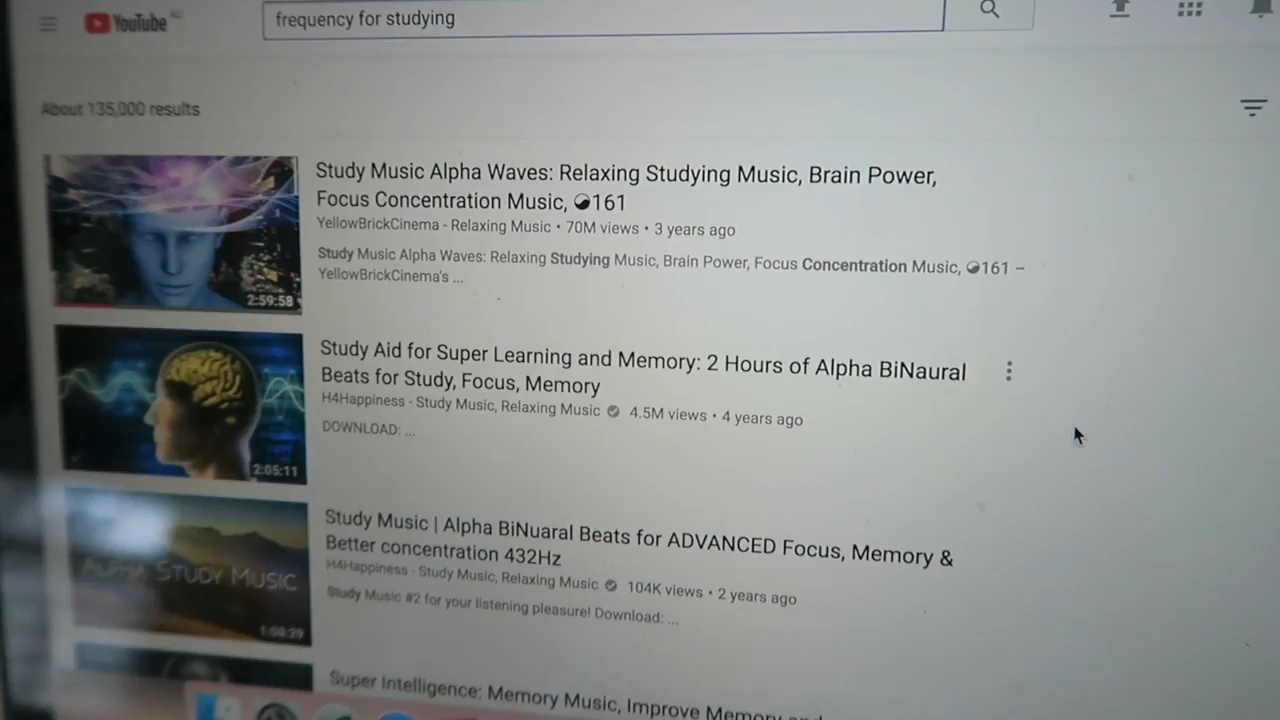 YouTube
frequency for studying
About 135,000 results
Study Music Alpha Waves: Relaxing Studying Music, Brain Power,
Focus Concentration Music, 161
YellowBrickCinema - Relaxing Music • 70M views • 3 years ago
Study Music Alpha Waves: Relaxing Studying Music, Brain Power, Focus Concentration Music, 161 –
YellowBrickCinema's ...
2:59:58
Study Aid for Super Learning and Memory: 2 Hours of Alpha BiNaural
Beats for Study, Focus, Memory
H4Happiness - Study Music, Relaxing Music 4.5M views • 4 years ago
DOWNLOAD: ...
2:05:11
Study Music | Alpha BiNuaral Beats for ADVANCED Focus, Memory &
Better concentration 432Hz
H4Happiness - Study Music, Relaxing Music 104K views • 2 years ago
Study Music #2 for your listening pleasure! Download: ...
ALPHA STUDY MUSIC
Super Intelligence: Memory Music, Improve Memory and